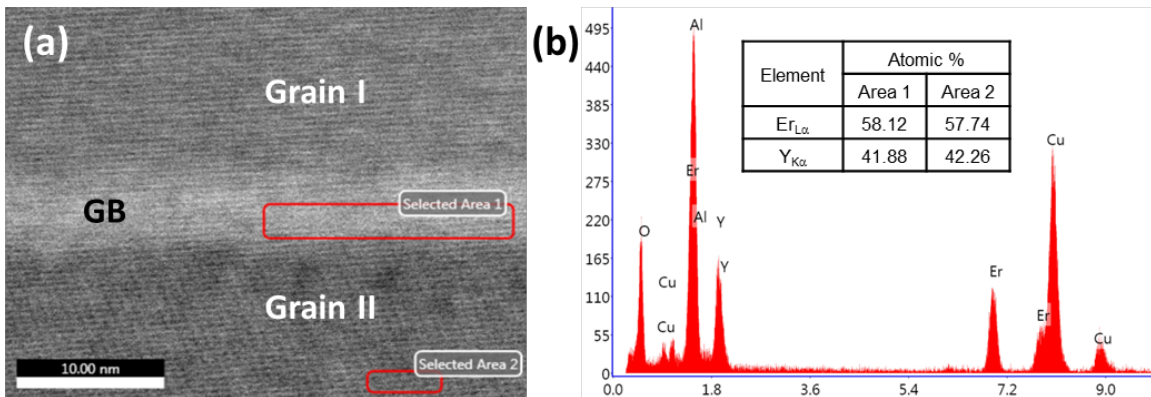 (a)
Grain I
GB
Selected Area 1
Grain II
10.00 nm
Selected Area 2
(b)
495
440
385
330
275
220
165
110
55
0
0.0 1.8 3.6 5.4 7.2 9.0
O
Cu
Cu
Al
Er
Al
Y
Y
Er
Er
Cu
Cu
Element Atomic %
Area 1 Area 2
ErLα 58.12 57.74
YKα 41.88 42.26